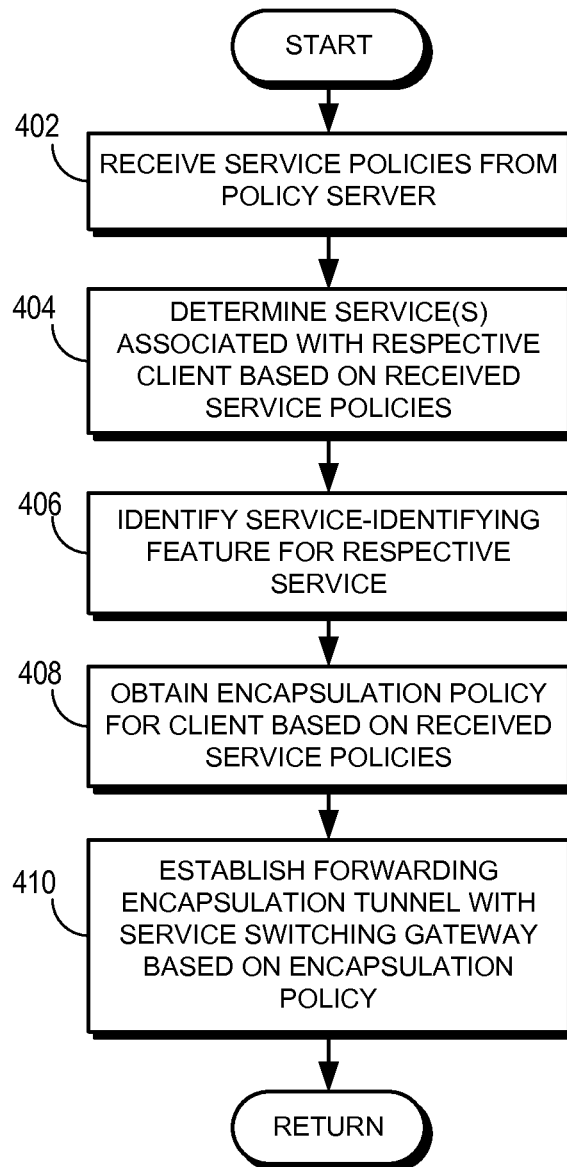 START
402
RECEIVE SERVICE POLICIES FROM
POLICY SERVER
404
DETERMINE SERVICE(S)
ASSOCIATED WITH RESPECTIVE
CLIENT BASED ON RECEIVED
SERVICE POLICIES
406
IDENTIFY SERVICE-IDENTIFYING
FEATURE FOR RESPECTIVE
SERVICE
408
OBTAIN ENCAPSULATION POLICY
FOR CLIENT BASED ON RECEIVED
SERVICE POLICIES
410
ESTABLISH FORWARDING
ENCAPSULATION TUNNEL WITH
SERVICE SWITCHING GATEWAY
BASED ON ENCAPSULATION
POLICY
RETURN